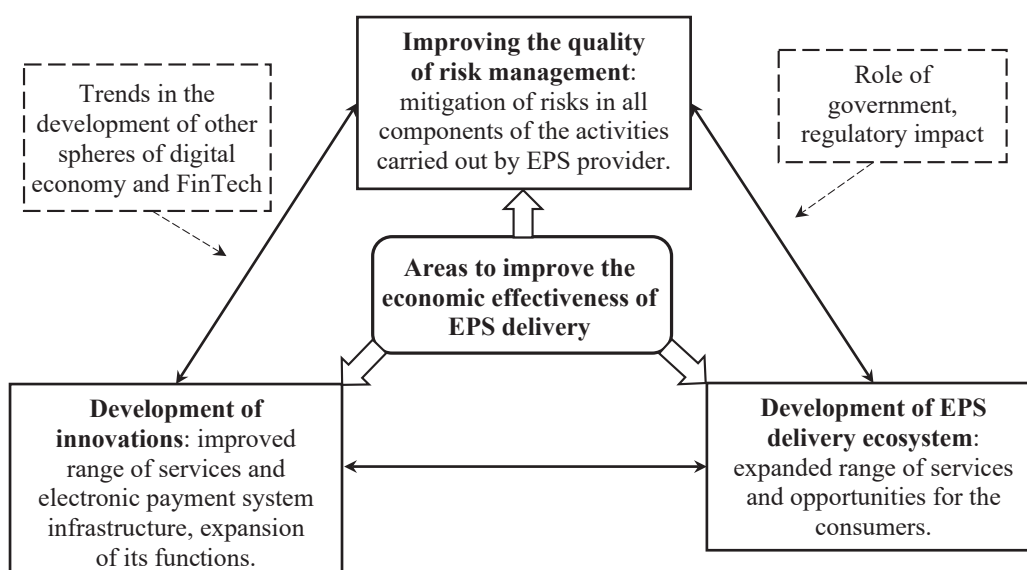 Improving the quality
of risk management:
mitigation of risks in all
components of the activities
carried out by EPS provider.
Trends in the
development of other
spheres of digital
economy and FinTech
Role of
government,
regulatory impact
Areas to improve the
economic effectiveness of
EPS delivery
Development of
innovations: improved
range of services and
electronic payment system
infrastructure, expansion
of its functions.
Development of EPS
delivery ecosystem:
expanded range of services
and opportunities for the
consumers.